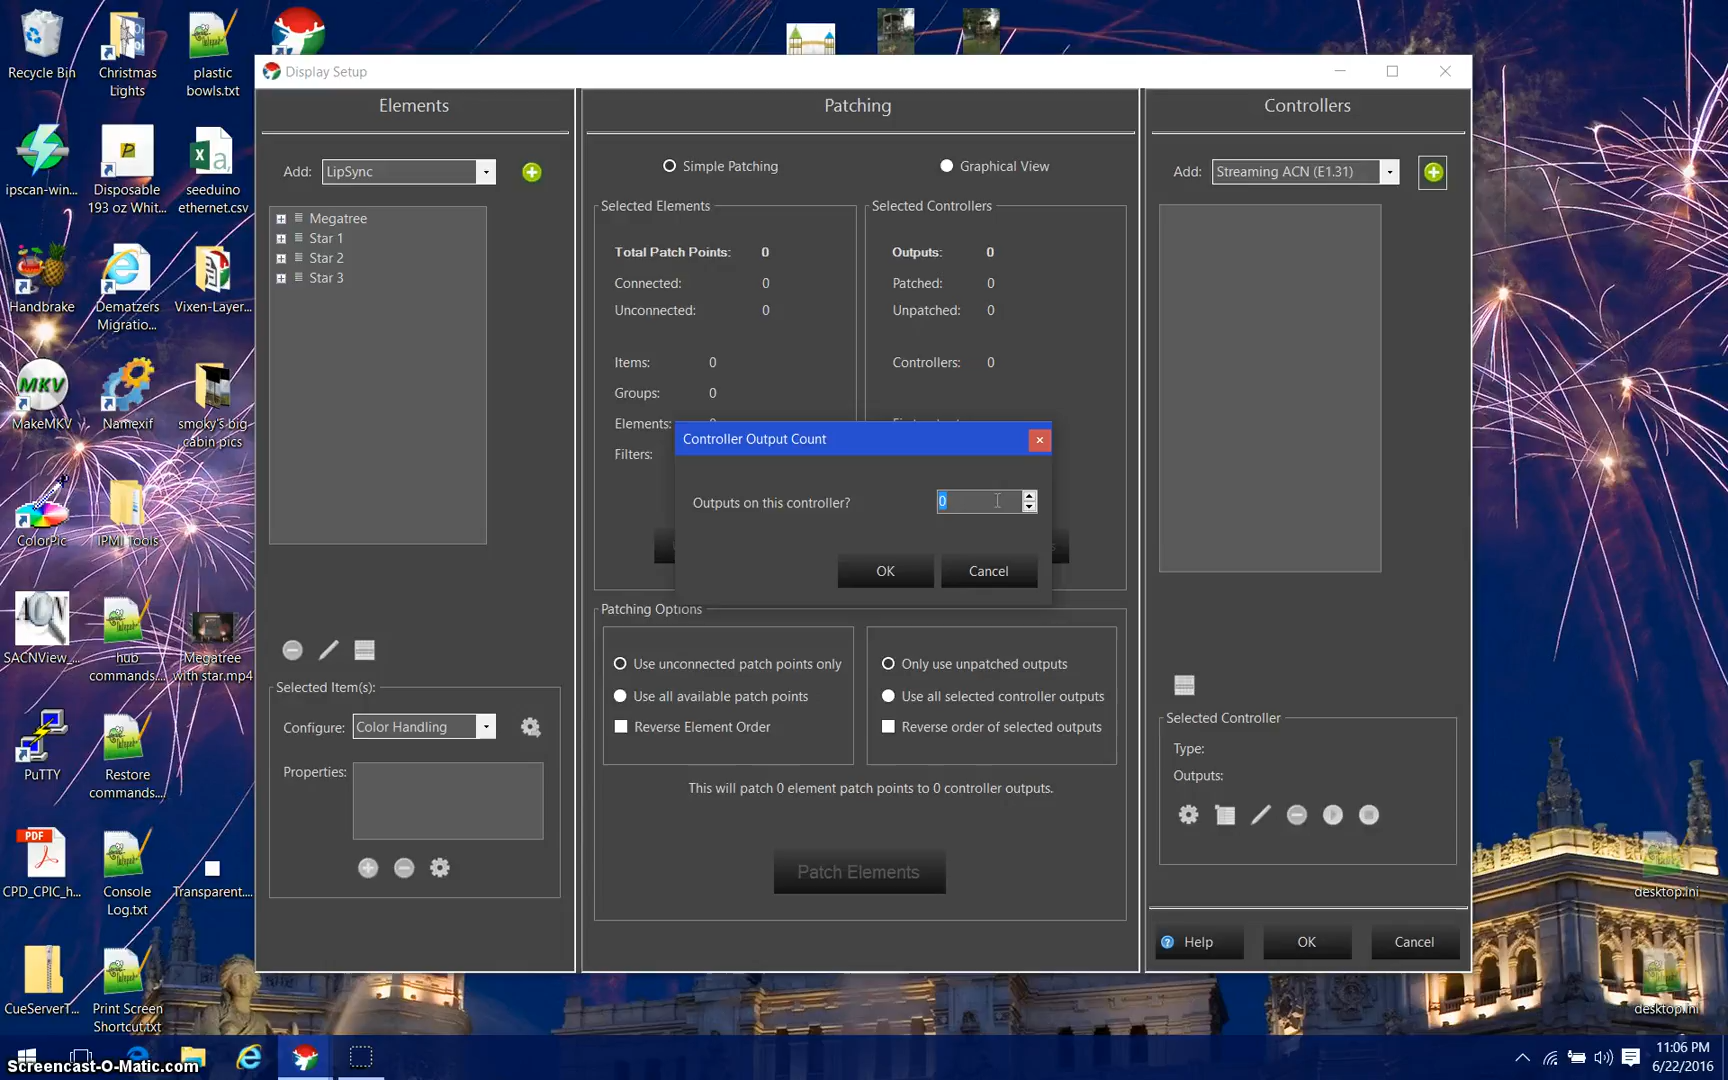 Recycle Bin
Christmas
Lights
plastic
bowls.txt
ipscan-win...
Disposable
193 oz Whit...
seeduino
ethernet.csv
Handbrake
Dematzers
Migratio...
Vixen-Layer...
MKV
MakeMKV
Namexif
smoky's big
cabin pics
ColorPic
IPMI Tools
ACN
SACNView_...
hub
commands....
Megatree
with star.mp4
PuTTY
Restore
commands....
PDF
CPD_CPIC_h...
Console
Log.txt
Transparent....
CueServerT...
Print Screen
Shortcut.txt
desktop.ini
desktop.ini
Display Setup
Elements
Add:
LipSync
Megatree
Star 1
Star 2
Star 3
Selected Item(s):
Configure:
Color Handling
Properties:
Patching
Simple Patching
Graphical View
Selected Elements
Total Patch Points: 0
Connected: 0
Unconnected: 0
Items: 0
Groups: 0
Elements:
Filters:
Selected Controllers
Outputs: 0
Patched: 0
Unpatched: 0
Controllers: 0
Controller Output Count
Outputs on this controller?
0
OK
Cancel
Patching Options
Use unconnected patch points only
Use all available patch points
Reverse Element Order
Only use unpatched outputs
Use all selected controller outputs
Reverse order of selected outputs
This will patch 0 element patch points to 0 controller outputs.
Patch Elements
Controllers
Add:
Streaming ACN (E1.31)
Selected Controller
Type:
Outputs:
Help
OK
Cancel
Screencast-O-Matic.com
11:06 PM
6/22/2016